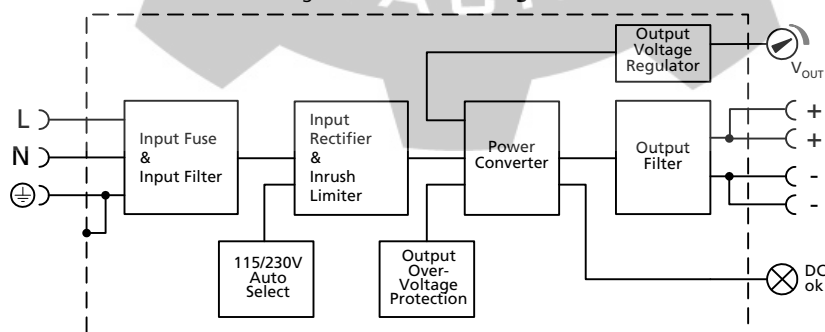 Output
Voltage
Regulator
VOUT
L
N
Input Fuse
&
Input Filter
Input
Rectifier
&
Inrush
Limiter
Power
Converter
Output
Filter
+
+
-
-
115/230V
Auto
Select
Output
Over-
Voltage
Protection
DC
ok